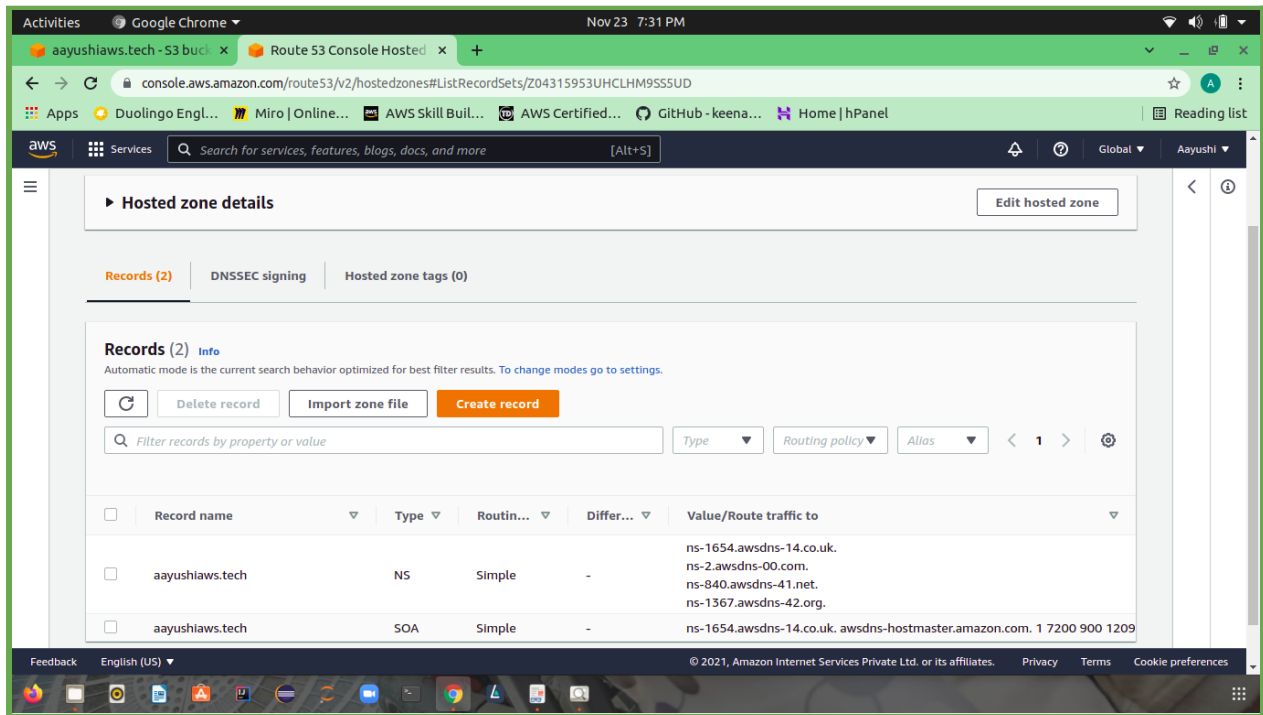 Activities Google Chrome Nov 23 7:31 PM
aayushiaws.tech - S3 buck Route 53 Console Hosted
console.aws.amazon.com/route53/v2/hostedzones#ListRecordSets/Z04315953UHCLHM9SS5UD A
Apps Duolingo Engl... Miro | Online... AWS Skill Buil... AWS Certified... GitHub - keena... Home | hPanel Reading list
aws Services Search for services, features, blogs, docs, and more [Alt+S] Global Aayushi
Hosted zone details Edit hosted zone
Records (2) DNSSEC signing Hosted zone tags (0)
Records (2) Info
Automatic mode is the current search behavior optimized for best filter results. To change modes go to settings.
Delete record Import zone file Create record
Filter records by property or value Type Routing policy Alias 1
Record name Type Routin... Differ... Value/Route traffic to
aayushiaws.tech NS Simple - ns-1654.awsdns-14.co.uk.
ns-2.awsdns-00.com.
ns-840.awsdns-41.net.
ns-1367.awsdns-42.org.
aayushiaws.tech SOA Simple - ns-1654.awsdns-14.co.uk. awsdns-hostmaster.amazon.com. 1 7200 900 1209
Feedback English (US) © 2021, Amazon Internet Services Private Ltd. or its affiliates. Privacy Terms Cookie preferences